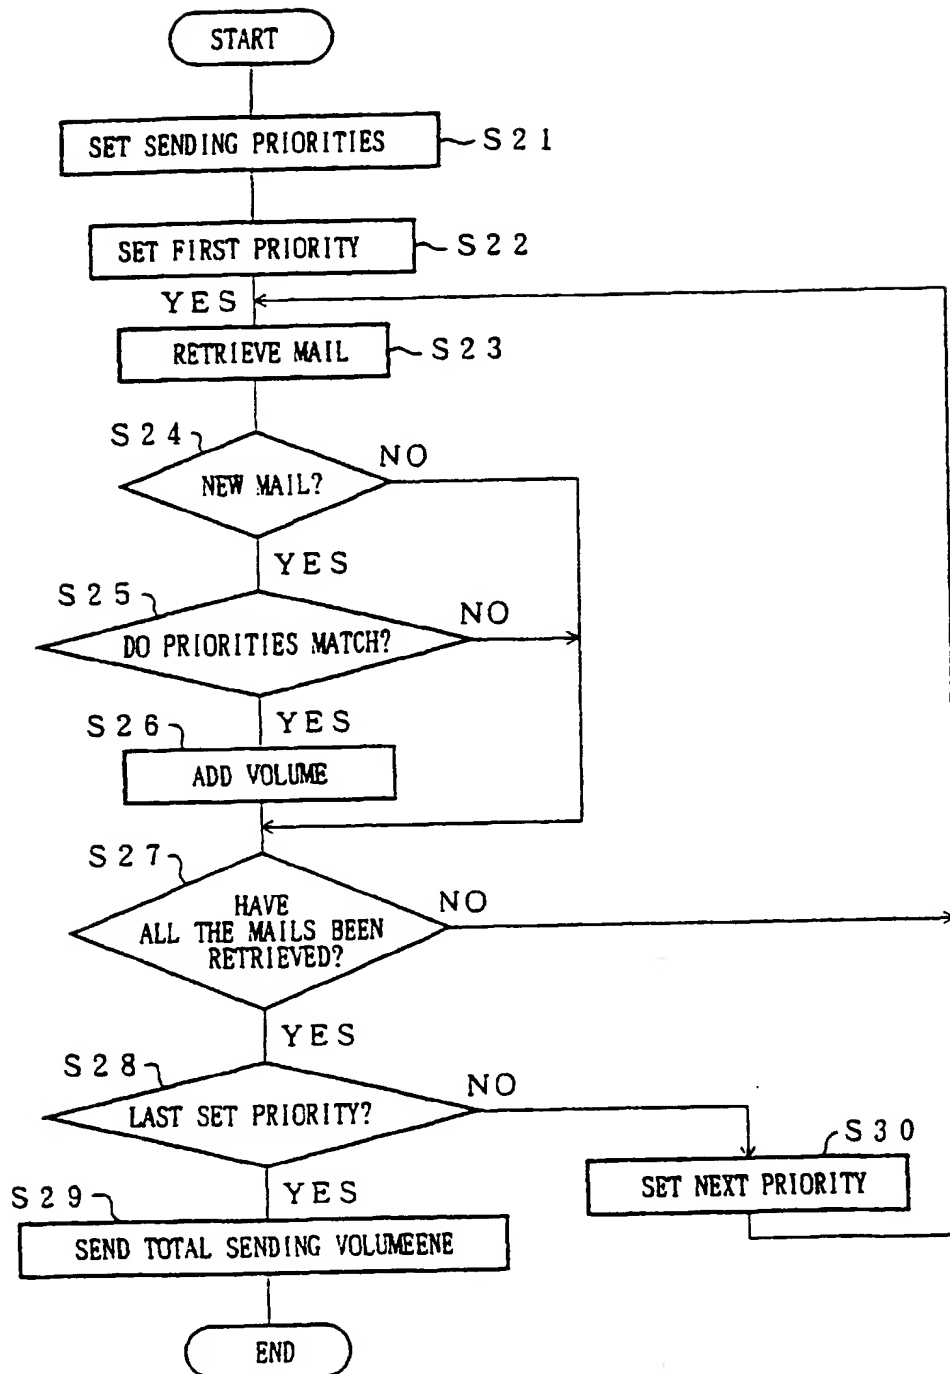 START
SET SENDING PRIORITIES
S21
SET FIRST PRIORITY
S22
YES
RETRIEVE MAIL
S23
S24
NO
NEW MAIL?
YES
S25
NO
DO PRIORITIES MATCH?
S26
YES
ADD VOLUME
S27
HAVE
ALL THE MAILS BEEN
RETRIEVED?
NO
YES
S28
NO
LAST SET PRIORITY?
S30
SET NEXT PRIORITY
S29
YES
SEND TOTAL SENDING VOLUMEENE
END